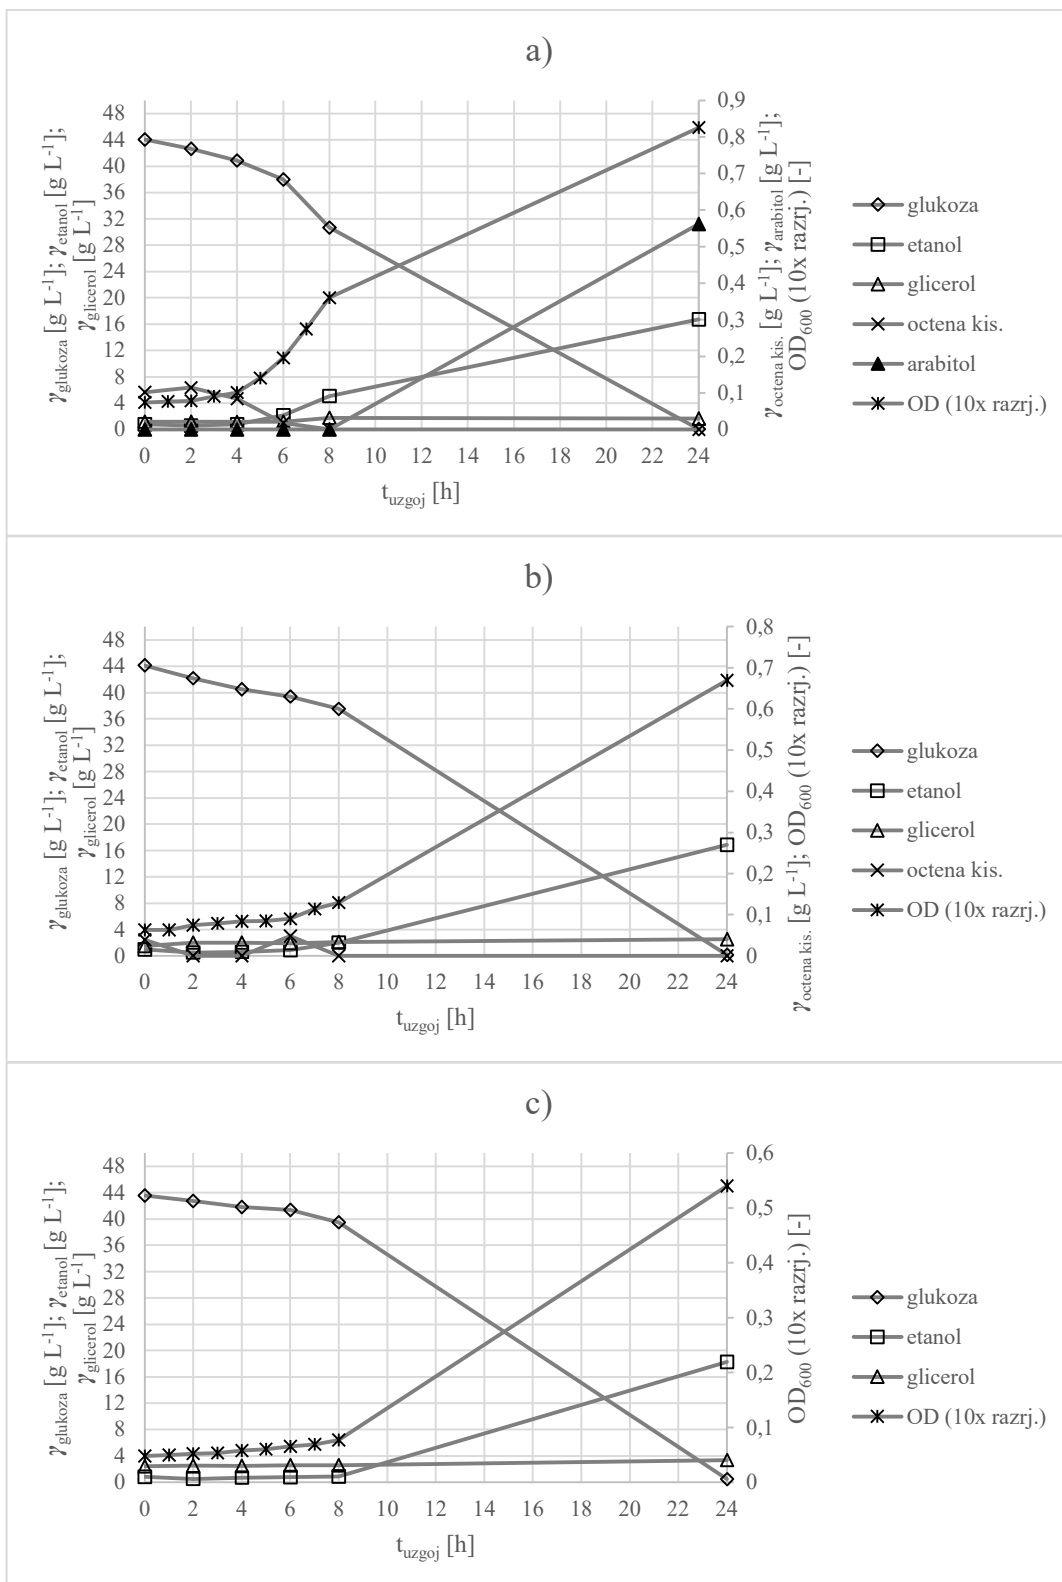 a)
γglukoza [g L-1]; γetanol [g L-1];
γglicerol [g L-1]
48
44
40
36
32
28
24
20
16
12
8
4
0
0,9
0,8
0,7
0,6
0,5
0,4
0,3
0,2
0,1
0
γoctena kis. [g L-1]; γarabitol [g L-1];
OD600 (10x razrj.) [-]
0 2 4 6 8 10 12 14 16 18 20 22 24
tuzgoj [h]
glukoza
etanol
glicerol
octena kis.
arabitol
OD (10x razrj.)
b)
γglukoza [g L-1]; γetanol [g L-1];
γglicerol [g L-1]
48
44
40
36
32
28
24
20
16
12
8
4
0
0,8
0,7
0,6
0,5
0,4
0,3
0,2
0,1
0
γoctena kis. [g L-1]; OD600 (10x razrj.) [-]
0 2 4 6 8 10 12 14 16 18 20 22 24
tuzgoj [h]
glukoza
etanol
glicerol
octena kis.
OD (10x razrj.)
c)
γglukoza [g L-1]; γetanol [g L-1];
γglicerol [g L-1]
48
44
40
36
32
28
24
20
16
12
8
4
0
0,6
0,5
0,4
0,3
0,2
0,1
0
OD600 (10x razrj.) [-]
0 2 4 6 8 10 12 14 16 18 20 22 24
tuzgoj [h]
glukoza
etanol
glicerol
OD (10x razrj.)